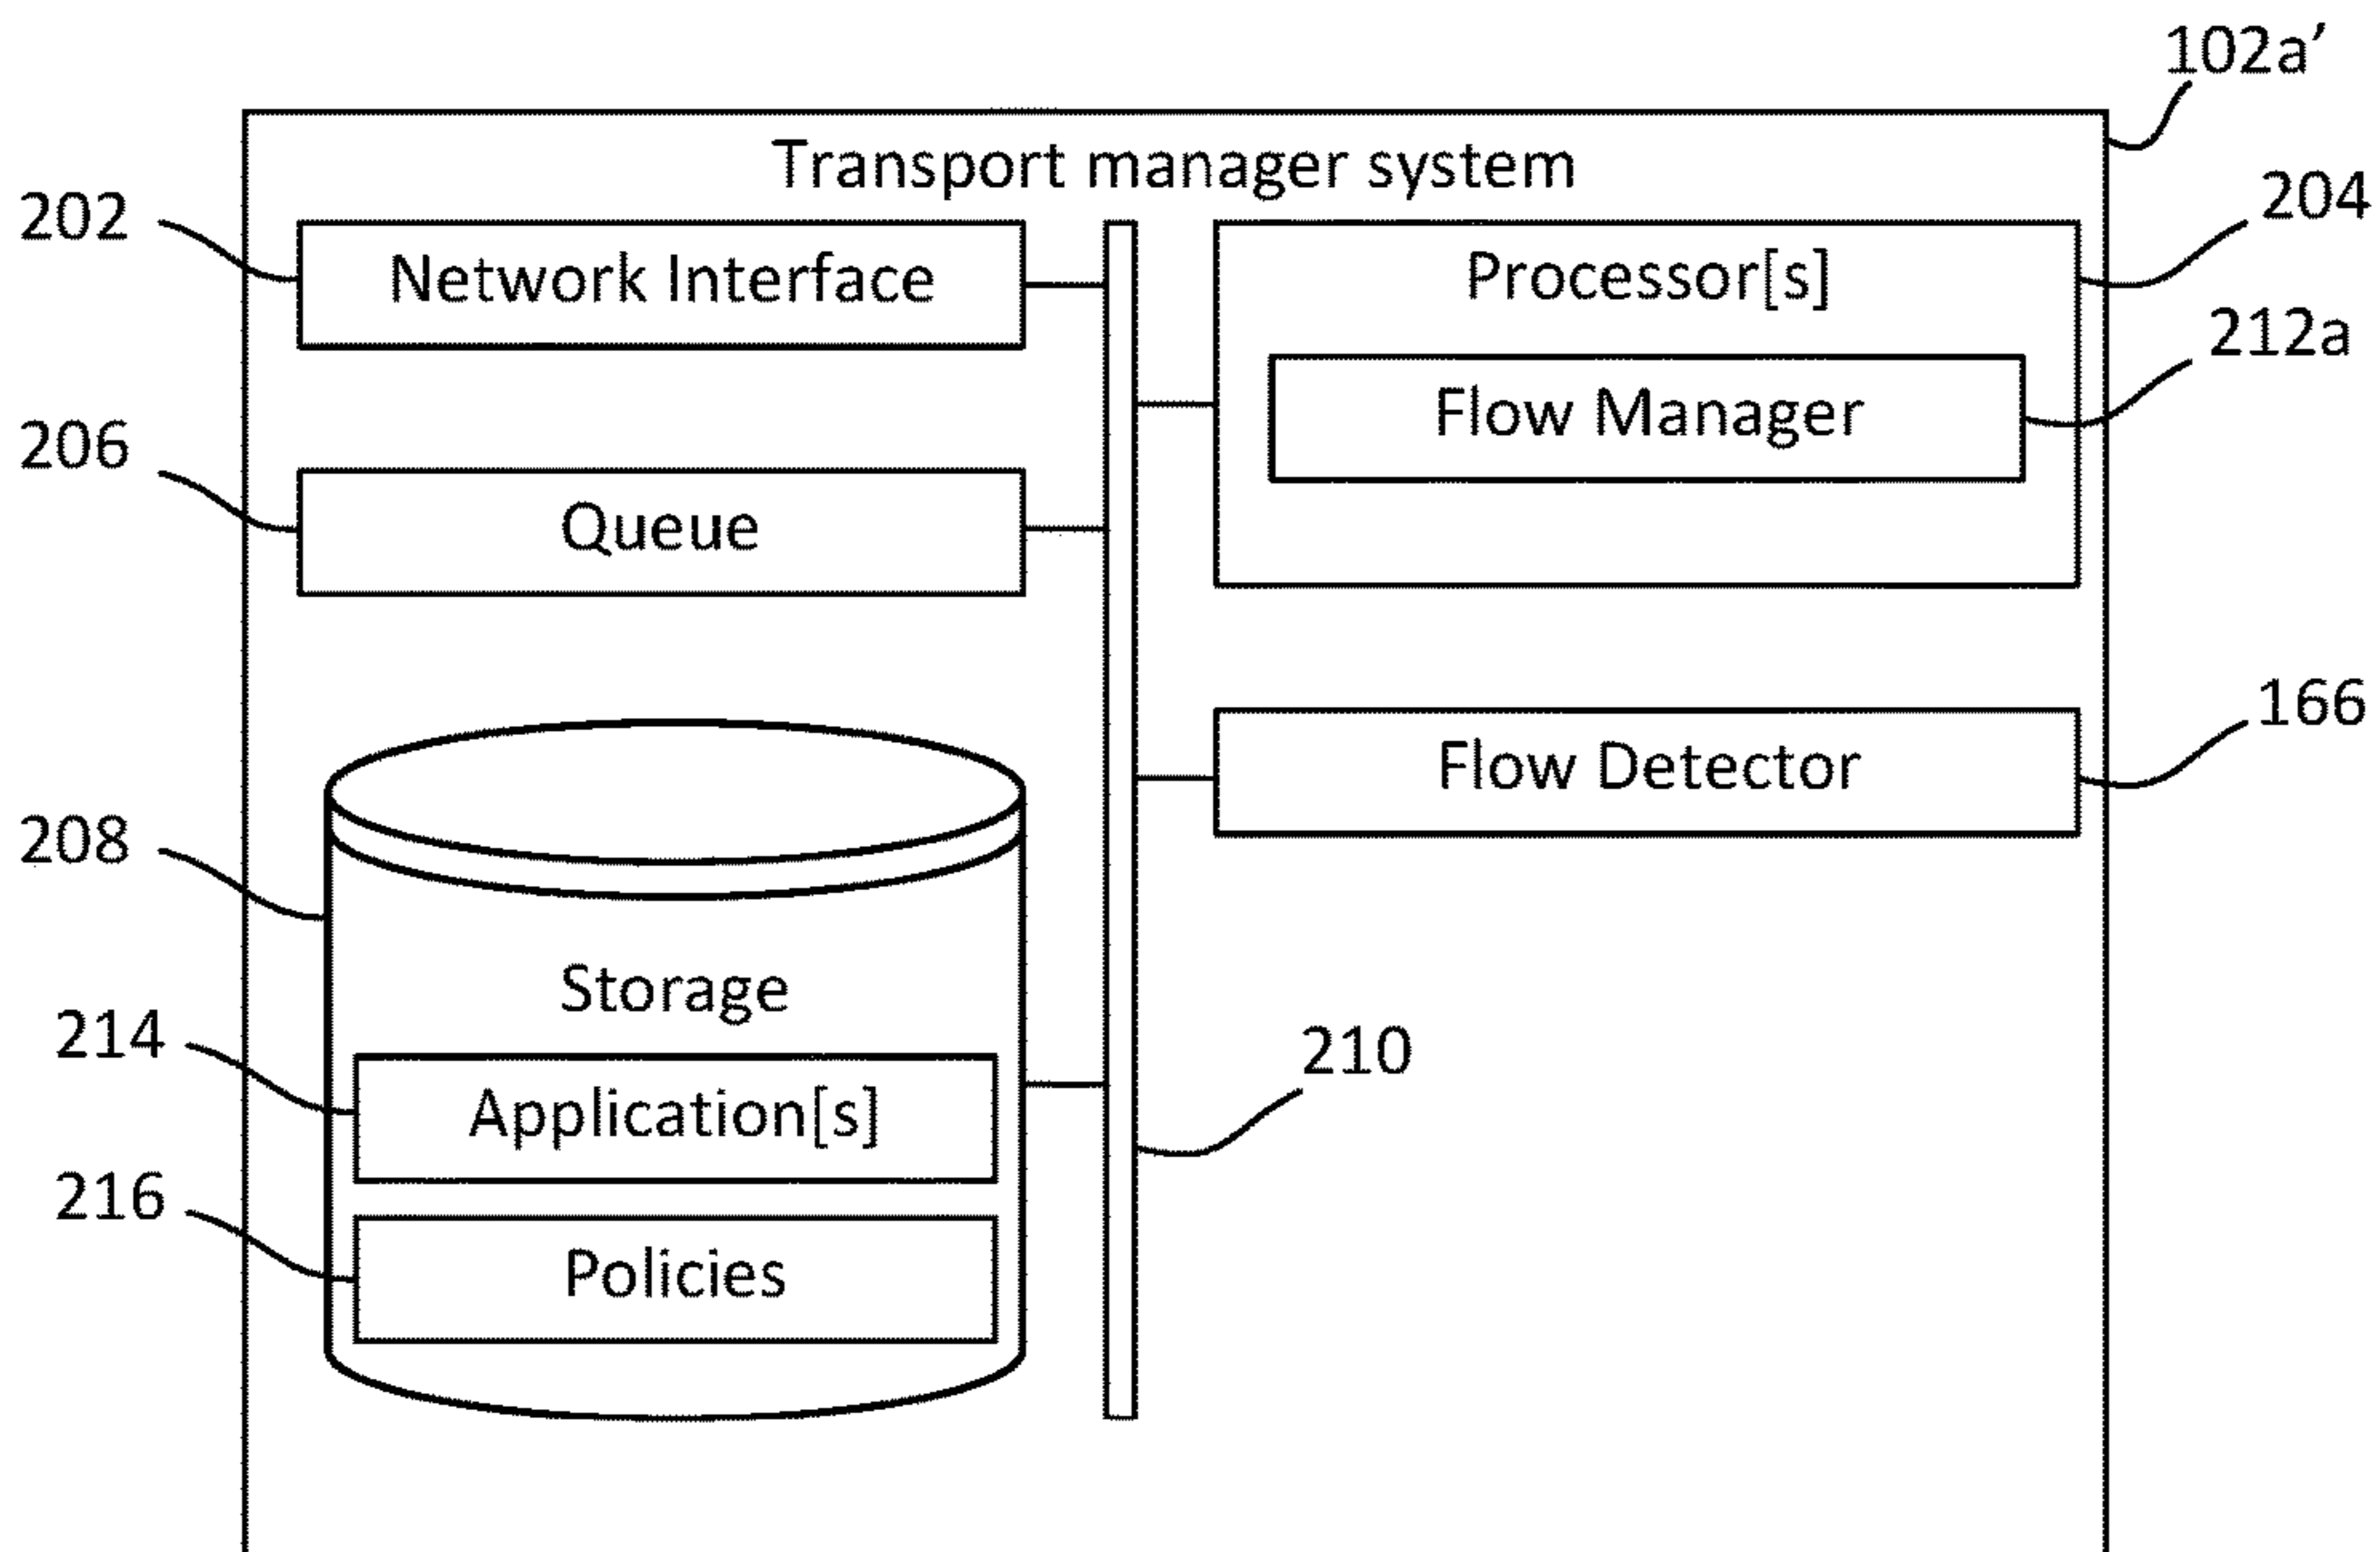 102a’
Transport manager system
202
Network Interface
Processor[s]
204
Flow Manager
212a
206
Queue
Flow Detector
166
208
Storage
214
Application[s]
210
216
Policies